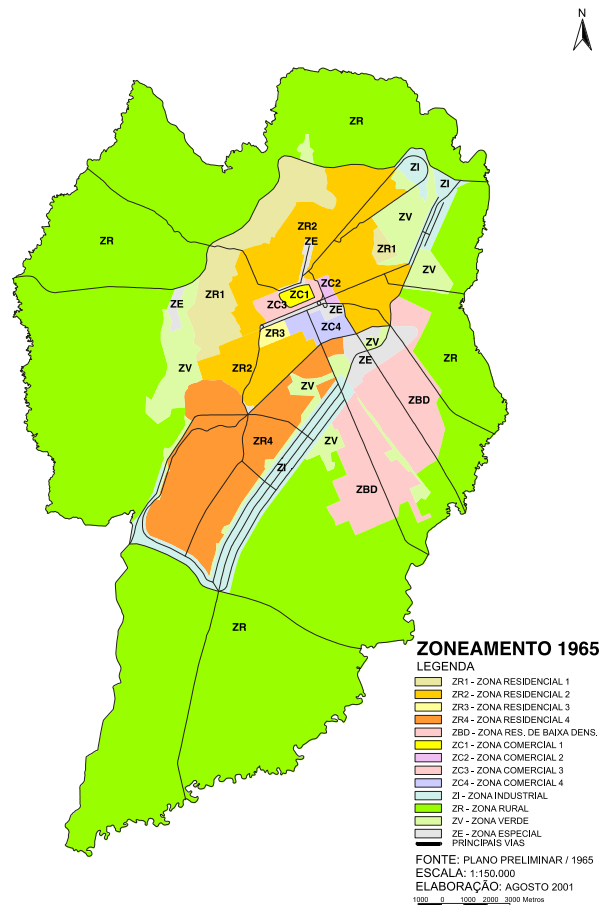 N
ZR
ZI
ZI
ZV
ZR2
ZR
ZE
ZR1
ZV
ZC2
ZE
ZR1
ZC1
ZC3
ZE
ZC4
ZR3
ZV
ZR
ZE
ZV
ZR2
ZV
ZBD
ZR4
ZV
ZI
ZBD
ZR
ZONEAMENTO 1965
LEGENDA
ZR1 - ZONA RESIDENCIAL 1
ZR2 - ZONA RESIDENCIAL 2
ZR3 - ZONA RESIDENCIAL 3
ZR4 - ZONA RESIDENCIAL 4
ZBD - ZONA RES. DE BAIXA DENS.
ZC1 - ZONA COMERCIAL 1
ZC2 - ZONA COMERCIAL 2
ZC3 - ZONA COMERCIAL 3
ZC4 - ZONA COMERCIAL 4
ZI - ZONA INDUSTRIAL
ZR - ZONA RURAL
ZV - ZONA VERDE
ZE - ZONA ESPECIAL
PRINCIPAIS VIAS
FONTE: PLANO PRELIMINAR / 1965
ESCALA: 1:150.000
ELABORAÇÃO: AGOSTO 2001
1000 0 1000 2000 3000 Metros